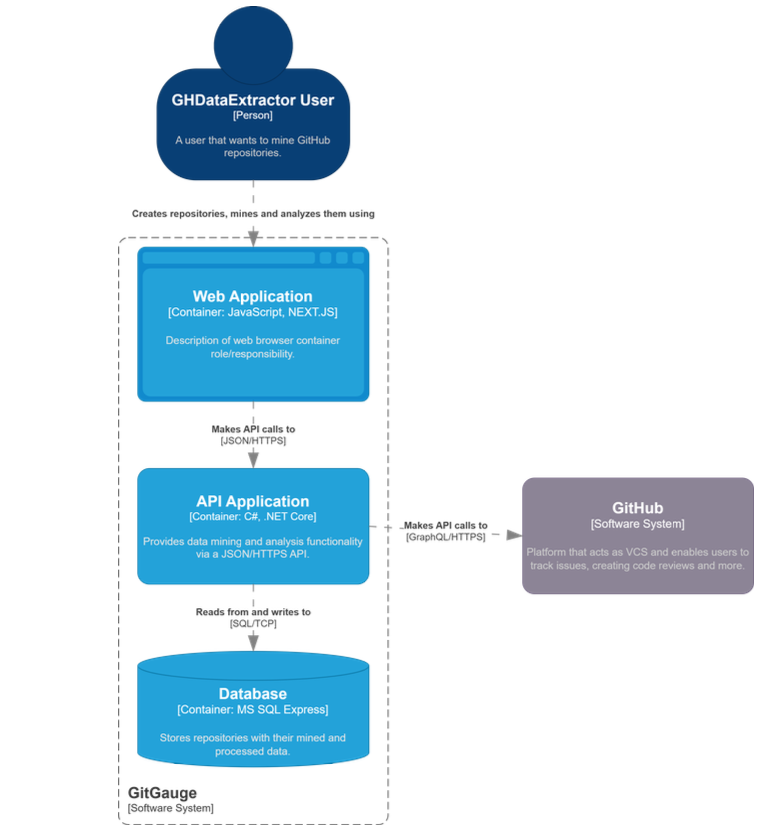 GHDataExtractor User
[Person]
A user that wants to mine GitHub
repositories.
Creates repositories, mines and analyzes them using
Web Application
[Container: JavaScript, NEXT.JS]
Description of web browser container
role/responsibility.
Makes API calls to
[JSON/HTTPS]
API Application
[Container: C#, .NET Core]
Provides data mining and analysis functionality
via a JSON/HTTPS API.
Makes API calls to
[GraphQL/HTTPS]
GitHub
[Software System]
Platform that acts as VCS and enables users to
track issues, creating code reviews and more.
Reads from and writes to
[SQL/TCP]
Database
[Container: MS SQL Express]
Stores repositories with their mined and
processed data.
GitGauge
[Software System]